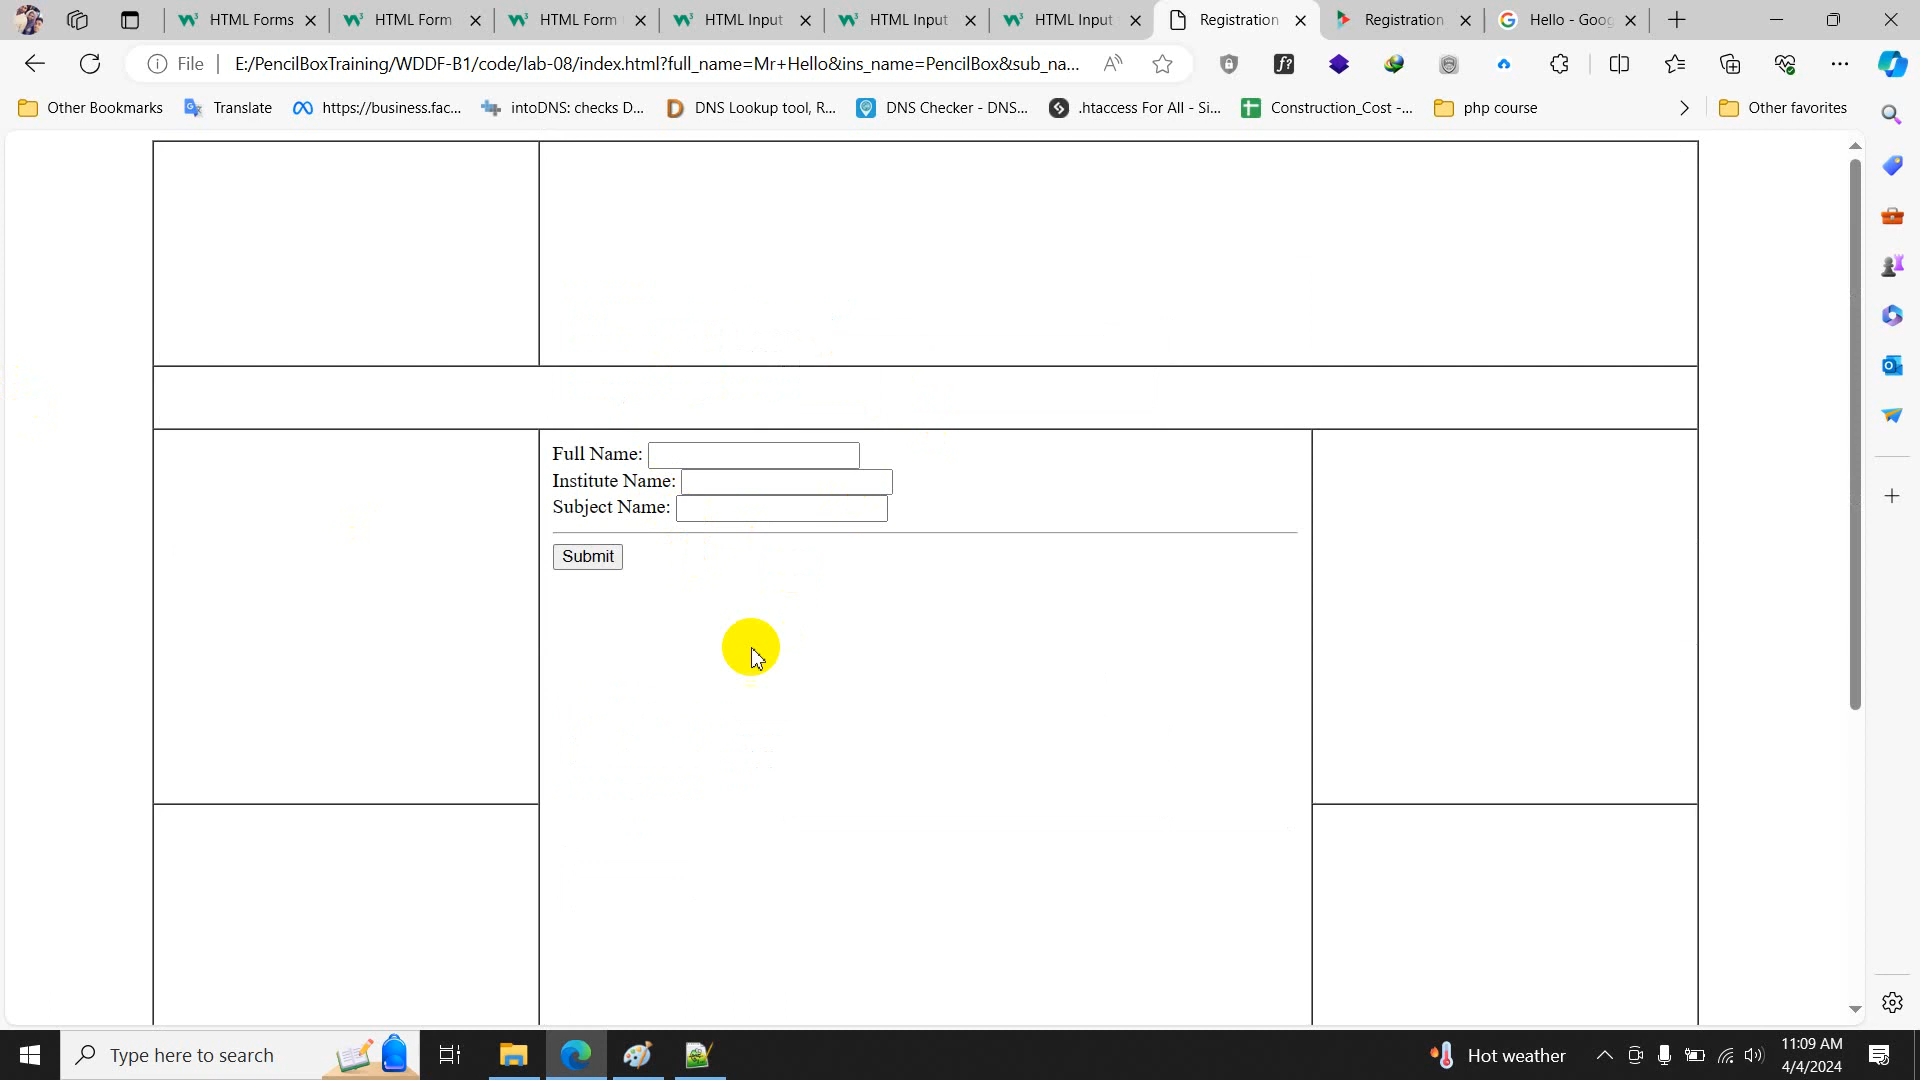 HTML Forms
HTML Form
HTML Form
HTML Input
HTML Input
HTML Input
Registration
Registration
Hello - Goog
File
E:/PencilBoxTraining/WDDF-B1/code/lab-08/index.html?full_name=Mr+Hello&ins_name=PencilBox&sub_na...
Other Bookmarks
Translate
https://business.fac...
intoDNS: checks D...
DNS Lookup tool, R...
DNS Checker - DNS...
.htaccess For All - Si...
Construction_Cost -...
php course
Other favorites
Full Name:
Institute Name:
Subject Name:
Submit
Type here to search
Hot weather
11:09 AM
4/4/2024